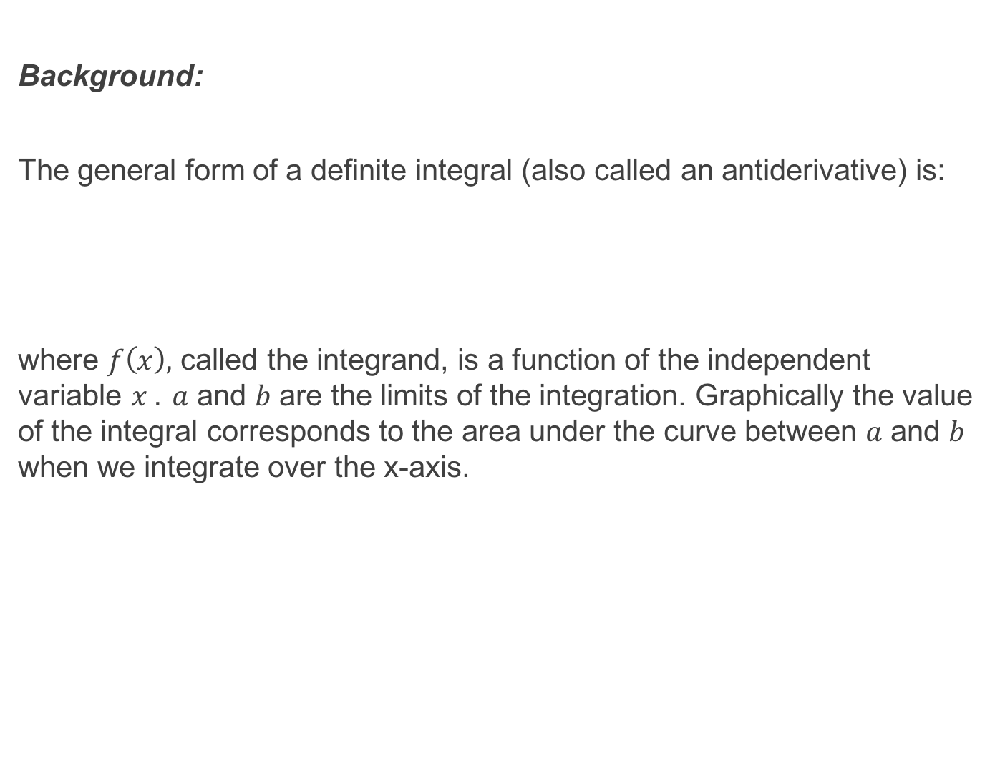 Background:
The general form of a definite integral (also called an antiderivative) is:
where f(x), called the integrand, is a function of the independent
variable x . a and b are the limits of the integration. Graphically the value
of the integral corresponds to the area under the curve between a and b
when we integrate over the x-axis.